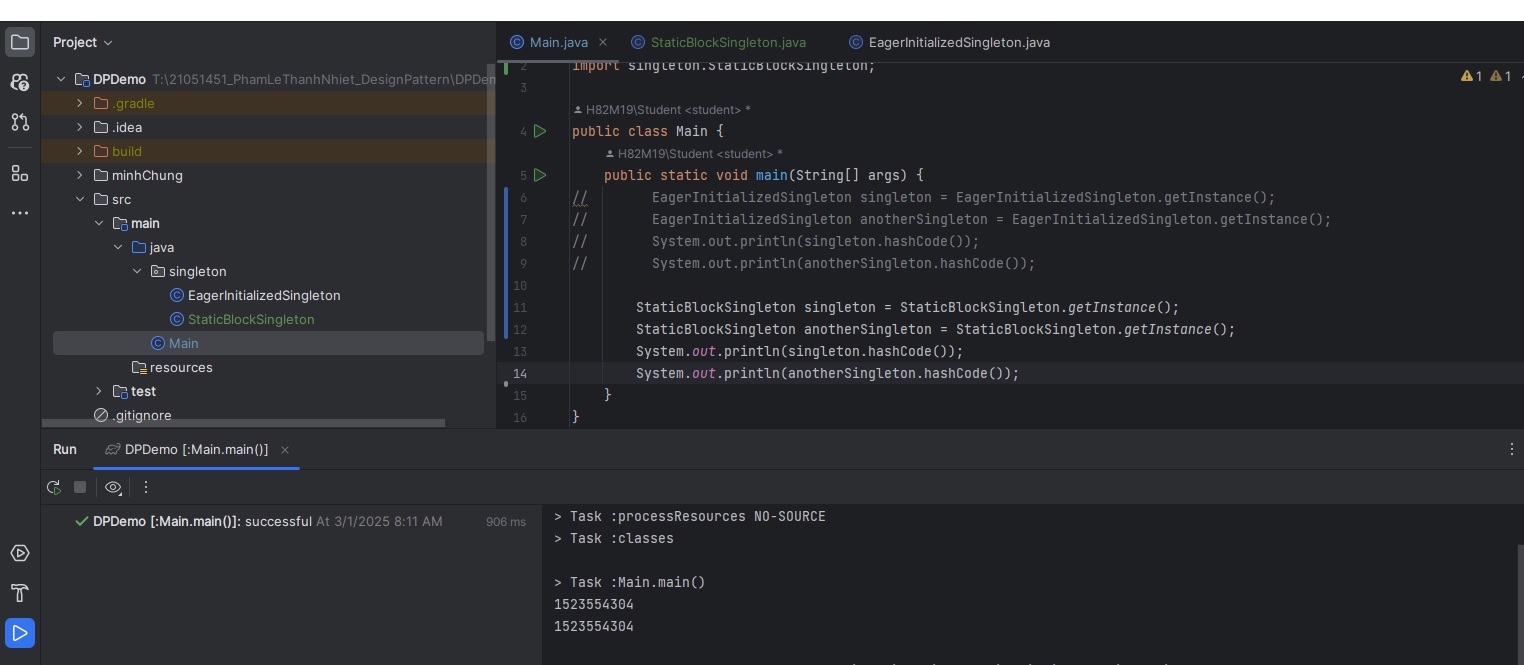 Project
Main.java
StaticBlockSingleton.java
EagerInitializedSingleton.java
DPDemo T:\21051451_PhamLeThanhNhiet_DesignPattern\DPDem
.gradle
.idea
build
minhChung
src
main
java
singleton
EagerInitializedSingleton
StaticBlockSingleton
Main
resources
test
.gitignore
2 import singleton.StaticBlockSingleton;
1 1
3
H82M19\Student <student> *
4 public class Main {
H82M19\Student <student> *
5 public static void main(String[] args) {
6 // EagerInitializedSingleton singleton = EagerInitializedSingleton.getInstance();
7 // EagerInitializedSingleton anotherSingleton = EagerInitializedSingleton.getInstance();
8 // System.out.println(singleton.hashCode());
9 // System.out.println(anotherSingleton.hashCode());
10
11 StaticBlockSingleton singleton = StaticBlockSingleton.getInstance();
12 StaticBlockSingleton anotherSingleton = StaticBlockSingleton.getInstance();
13 System.out.println(singleton.hashCode());
14 System.out.println(anotherSingleton.hashCode());
15 }
16 }
Run
DPDemo [:Main.main()]
DPDemo [:Main.main()]: successful At 3/1/2025 8:11 AM 906 ms
> Task :processResources NO-SOURCE
> Task :classes
> Task :Main.main()
1523554304
1523554304